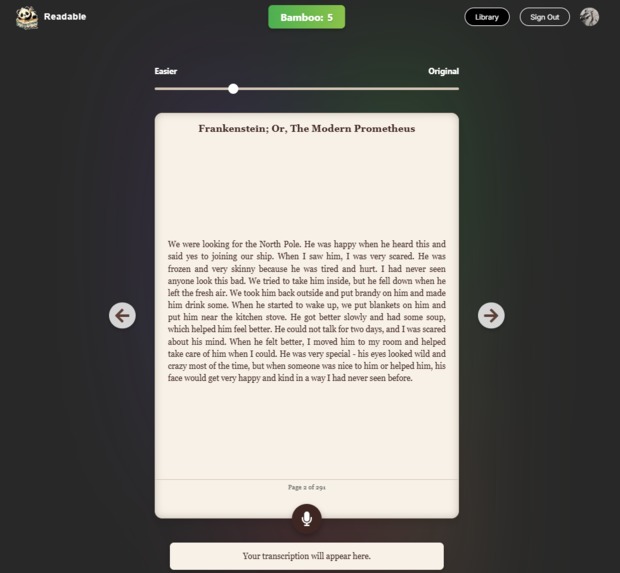 Readable
Bamboo: 5
Library
Sign Out
Easier
Original
Frankenstein; Or, The Modern Prometheus
We were looking for the North Pole. He was happy when he heard this and
said yes to joining our ship. When I saw him, I was very scared. He was
frozen and very skinny because he was tired and hurt. I had never seen
anyone look this bad. We tried to take him inside, but he fell down when he
left the fresh air. We took him back outside and put brandy on him and made
him drink some. When he started to wake up, we put blankets on him and
put him near the kitchen stove. He got better slowly and had some soup,
which helped him feel better. He could not talk for two days, and I was scared
about his mind. When he felt better, I moved him to my room and helped
take care of him when I could. He was very special - his eyes looked wild and
crazy most of the time, but when someone was nice to him or helped him, his
face would get very happy and kind in a way I had never seen before.
Page 2 of 291
Your transcription will appear here.